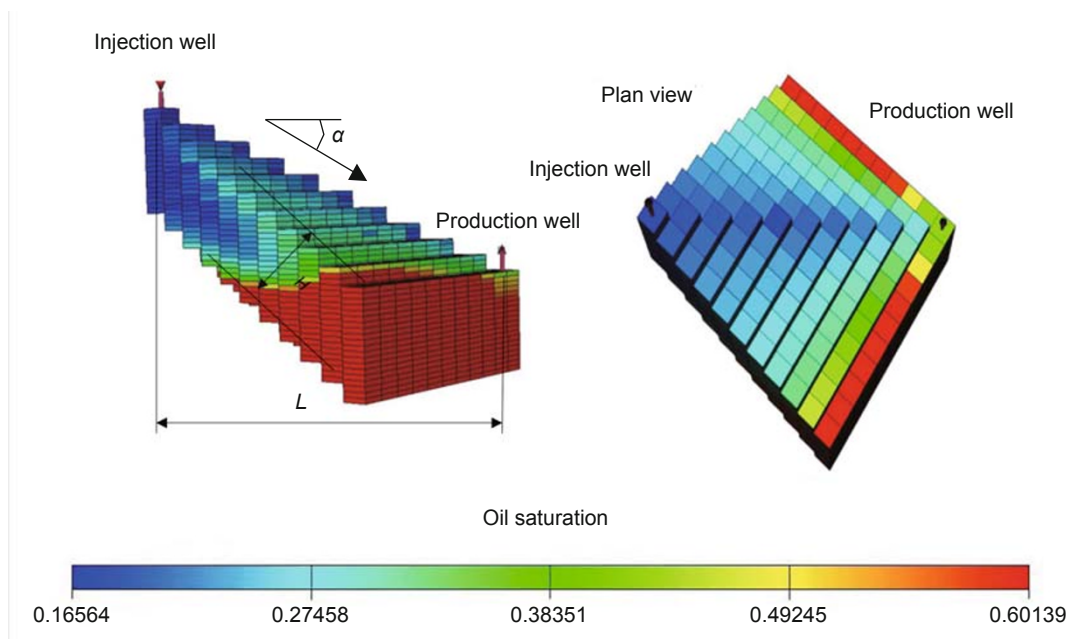 Injection well
α
Production well
H
L
Plan view
Production well
Injection well
Oil saturation
0.16564 0.27458 0.38351 0.49245 0.60139